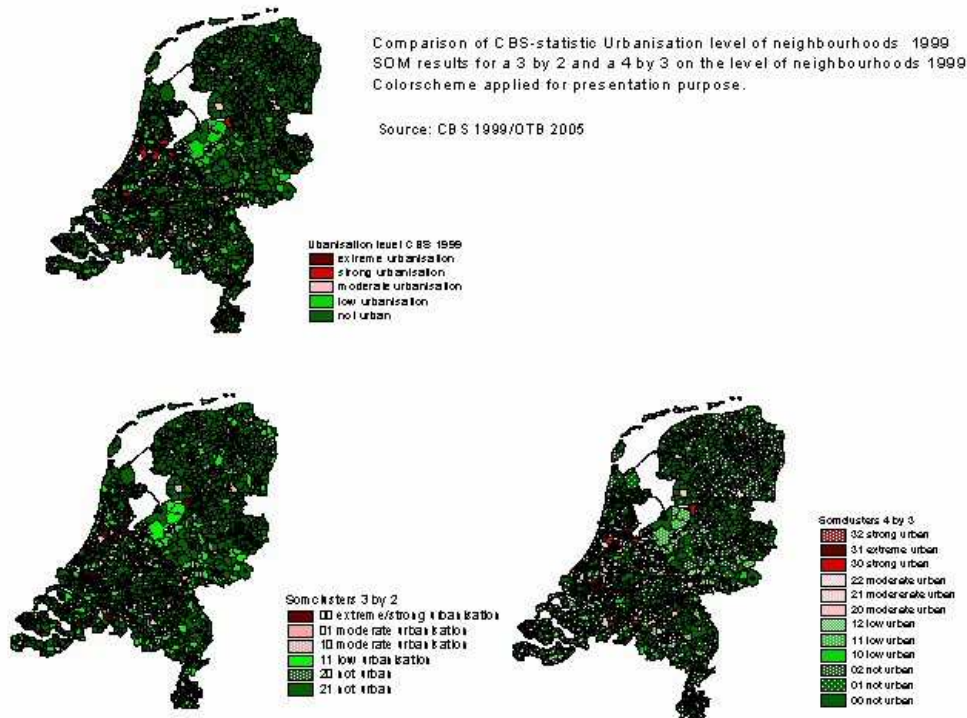 Comparison of CBS-statistic Urbanisation level of neighbourhoods 1999
SOM results for a 3 by 2 and a 4 by 3 on the level of neighbourhoods 1999
Colorscheme applied for presentation purpose.
Source: CBS 1999/OTB 2005
Ubanisation level CBS 1999
extreme urbanisation
strong urbanisation
moderate urbanisation
low urbanisation
not urban
Somclusters 3 by 2
00 extreme/strong urbanisation
01 moderate urbanisation
10 moderate urbanisation
11 low urbanisation
20 not urban
21 not urban
Somclusters 4 by 3
32 strong urban
31 extreme urban
30 strong urban
22 moderate urban
21 modererate urban
20 moderate urban
12 low urban
11 low urban
10 low urban
02 not urban
01 not urban
00 not urban